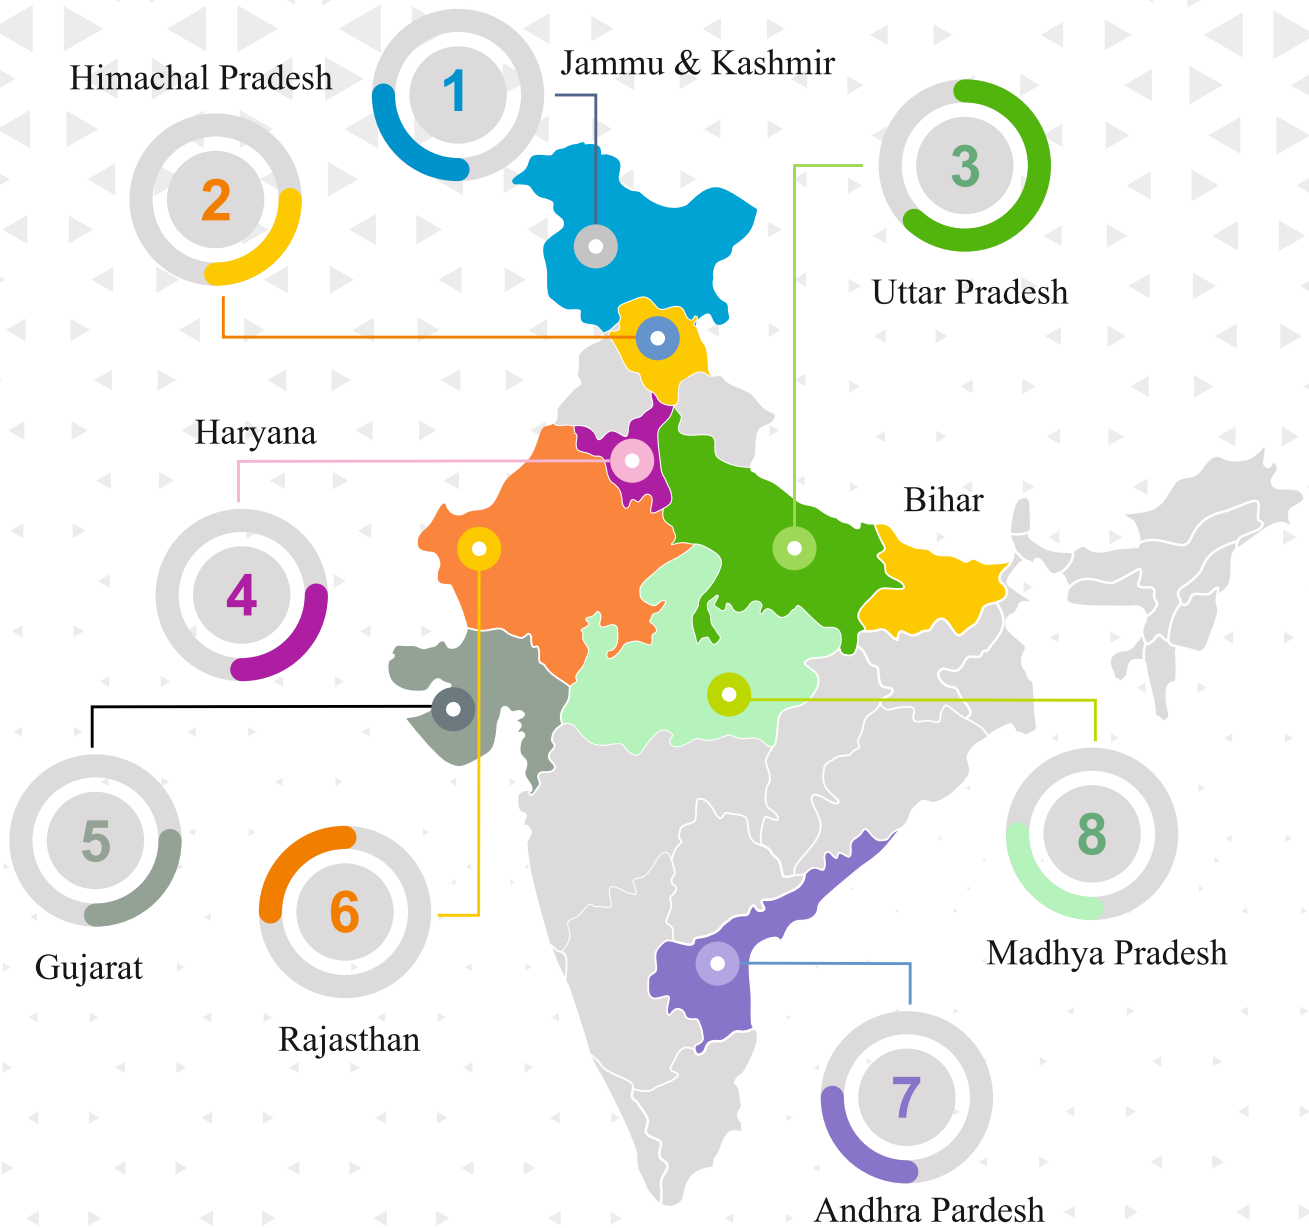 Jammu & Kashmir
1
Himachal Pradesh
2
3
Uttar Pradesh
Haryana
4
Bihar
5
Gujarat
6
Rajasthan
8
Madhya Pradesh
7
Andhra Pardesh